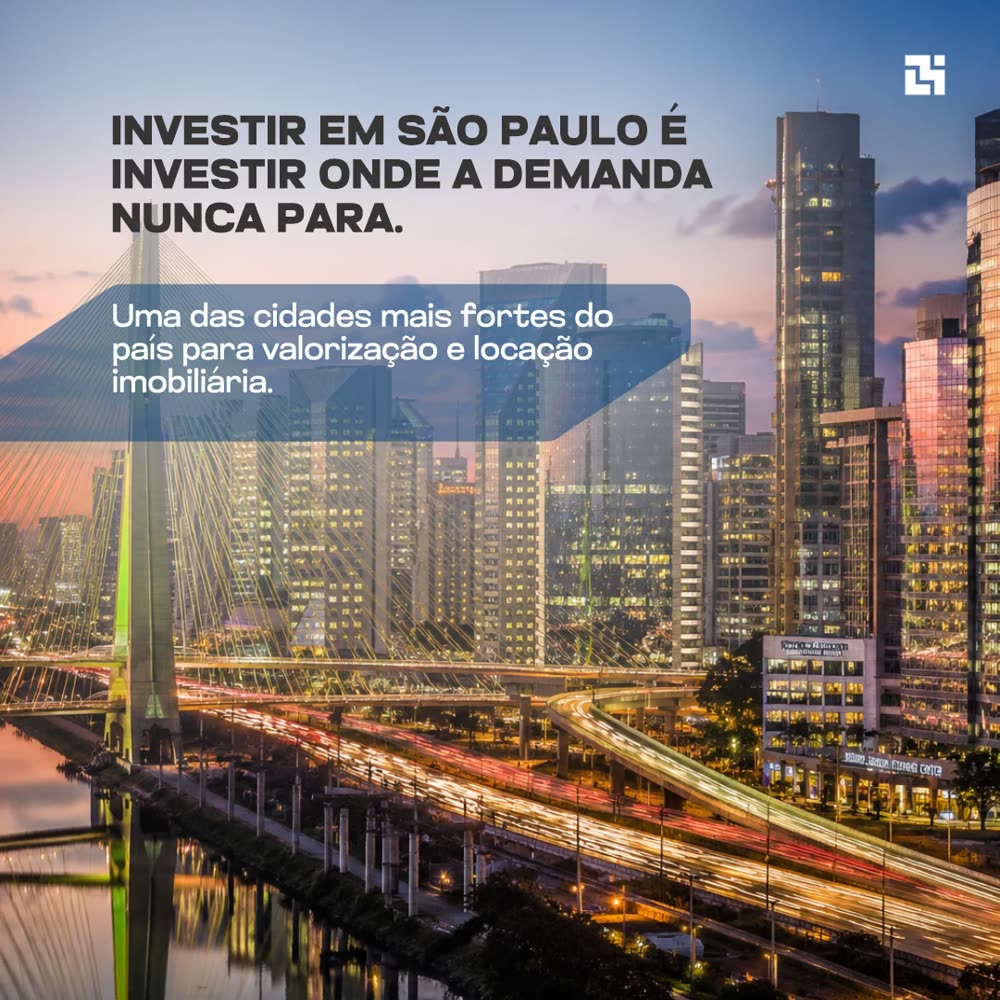 INVESTIR EM SÃO PAULO É
INVESTIR ONDE A DEMANDA
NUNCA PARA.
Uma das cidades mais fortes do
país para valorização e locação
imobiliária.